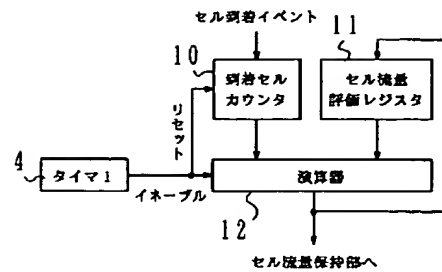 セル到着イベント
10
到着セル
カウンタ
11
セル流量
評価レジスタ
リセット
4
タイマ1
イネーブル
演算器
12
セル流量保持部へ